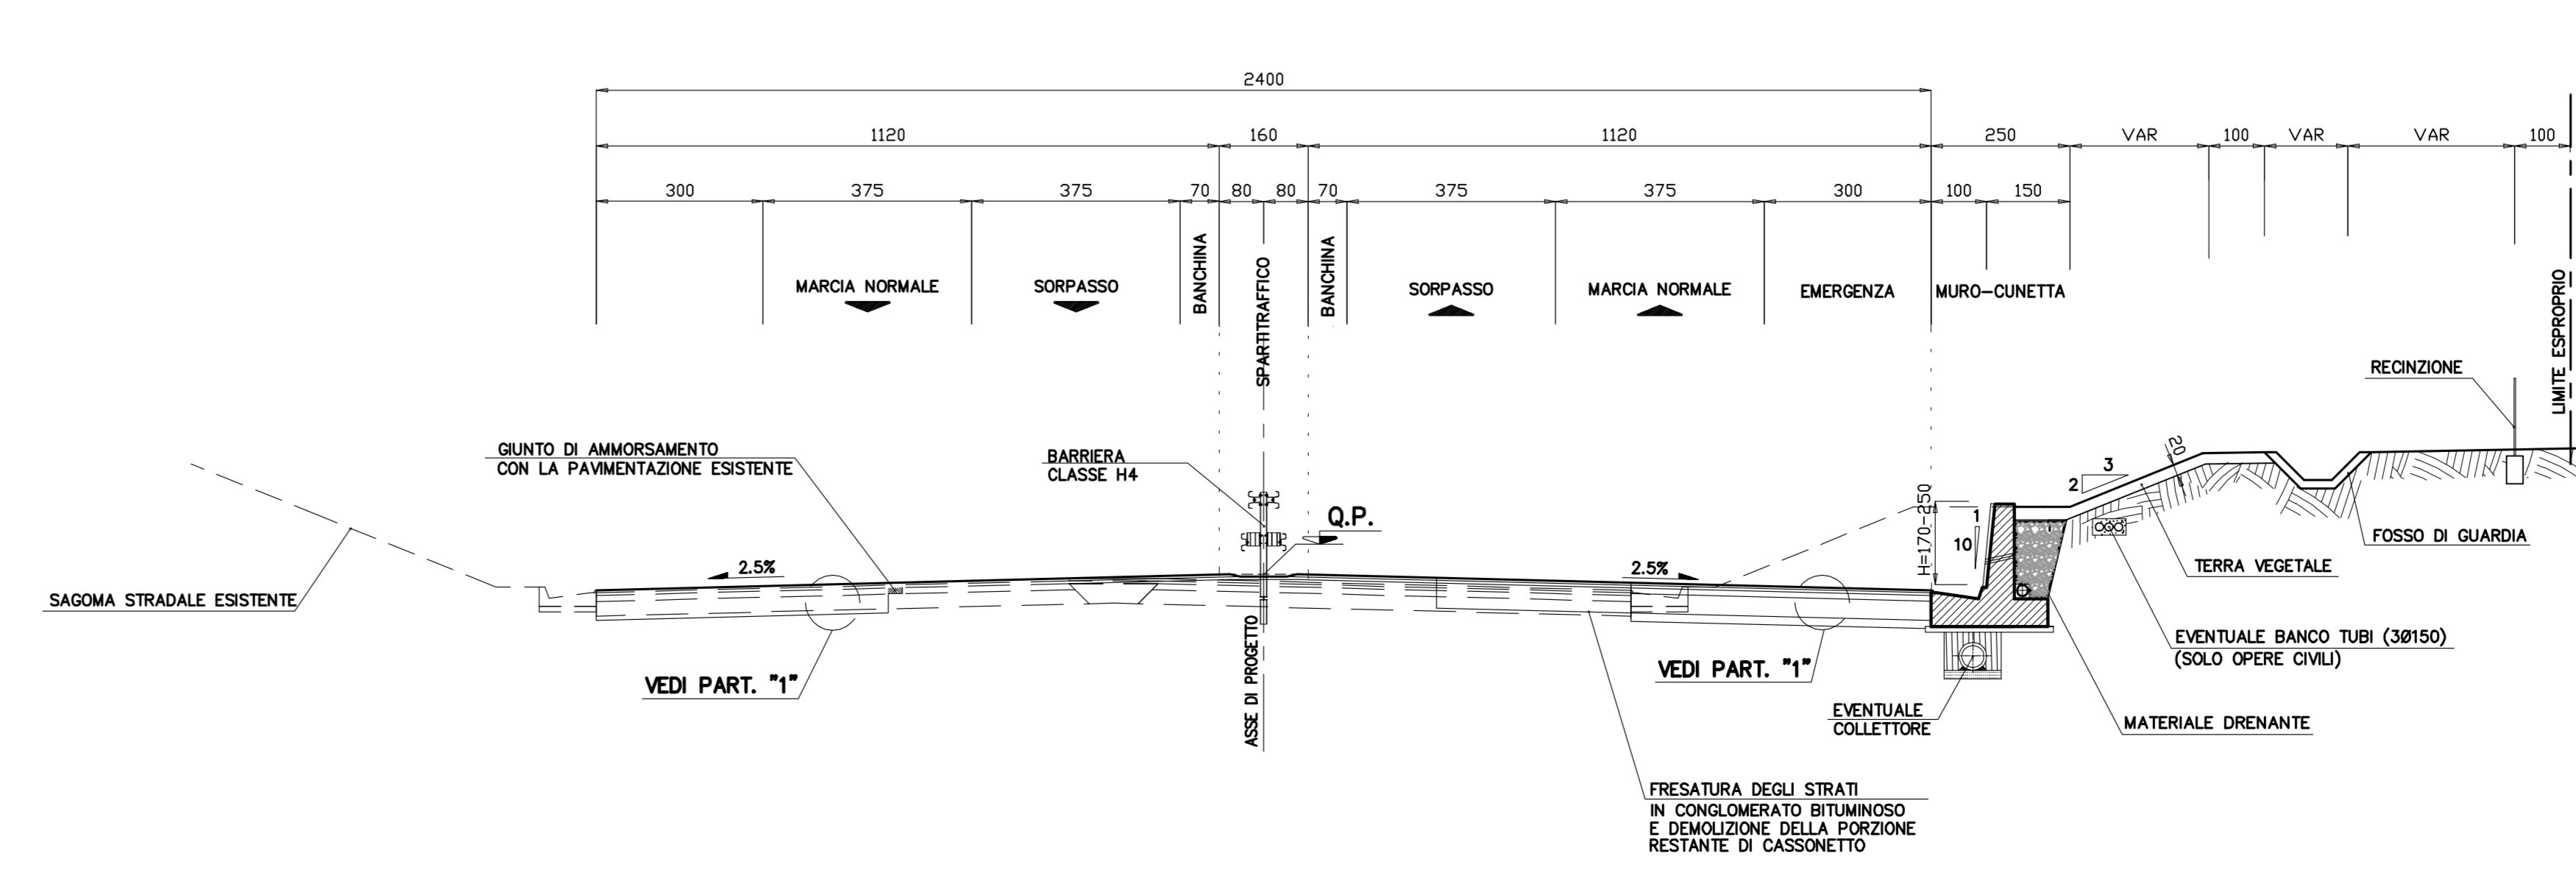 2400
1120 160 1120 250 VAR 100 VAR VAR 100
300 375 375 70 80 80 70 375 375 300 100 150
BANCHINA
SPARTITRAFFICO
BANCHINA
MARCIA NORMALE
SORPASSO
SORPASSO
MARCIA NORMALE
EMERGENZA
MURO-CUNETTA
LIMITE ESPROPRIO
RECINZIONE
GIUNTO DI AMMORSAMENTO
CON LA PAVIMENTAZIONE ESISTENTE
BARRIERA
CLASSE H4
Q.P.
20
3
2
H=170-250
1
10
FOSSO DI GUARDIA
TERRA VEGETALE
2.5%
2.5%
SAGOMA STRADALE ESISTENTE
EVENTUALE BANCO TUBI (3Ø150)
(SOLO OPERE CIVILI)
VEDI PART. "1"
ASSE DI PROGETTO
VEDI PART. "1"
EVENTUALE
COLLETTORE
MATERIALE DRENANTE
FRESATURA DEGLI STRATI
IN CONGLOMERATO BITUMINOSO
E DEMOLIZIONE DELLA PORZIONE
RESTANTE DI CASSONETTO